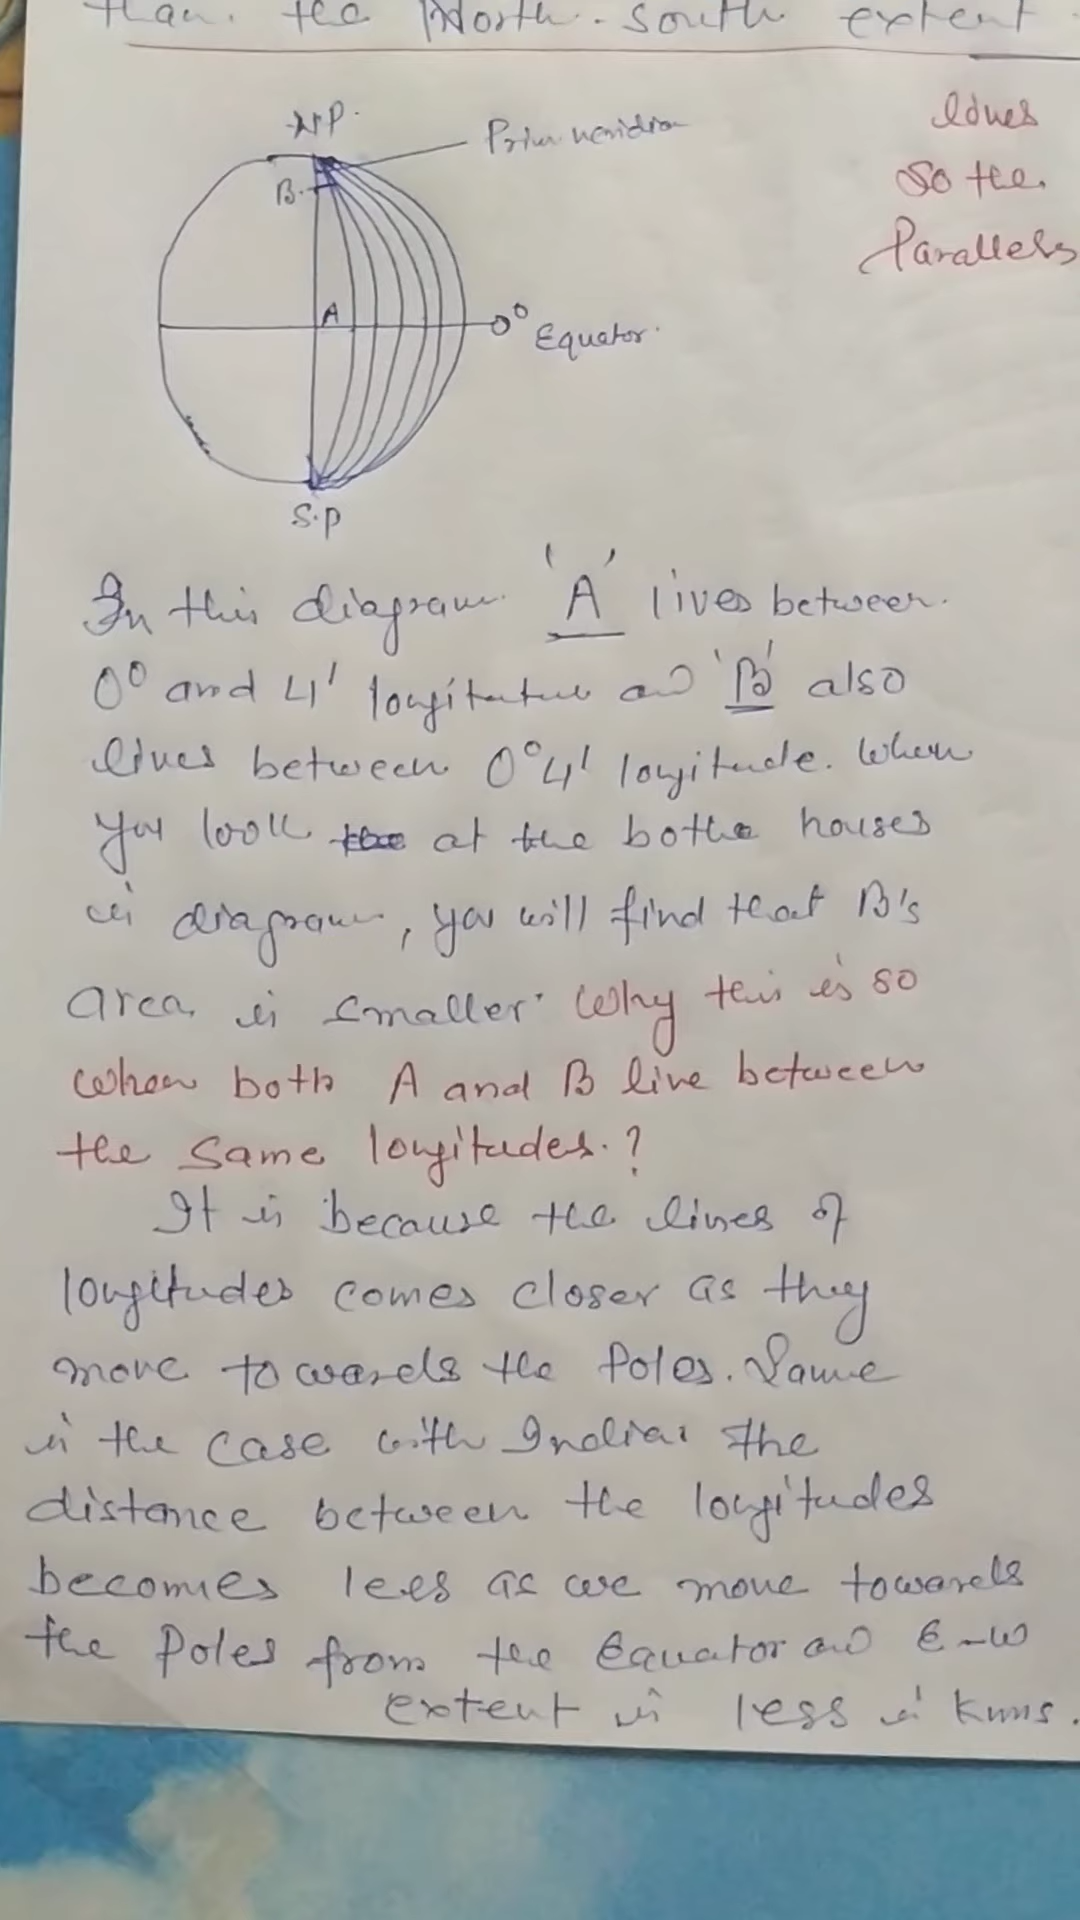 than the North-South extent
lones
So the
Parallels
N.P.
Prime meridian
B
A
0° Equator.
S.P
In this diagram 'A' lives between
0° and 4' longitude and 'B' also
lives between 0°4' longitude. When
you look the at the bothe houses
in diagram, you will find that B's
area is smaller. Why this is so
when both A and B live between
the same longitudes.?
It is because the lines of
longitudes comes closer as they
move towards the Poles. Same
is the case with India. The
distance between the longitudes
becomes less as we move towards
the Poles from the Equator and E-W
extent is less in kms.